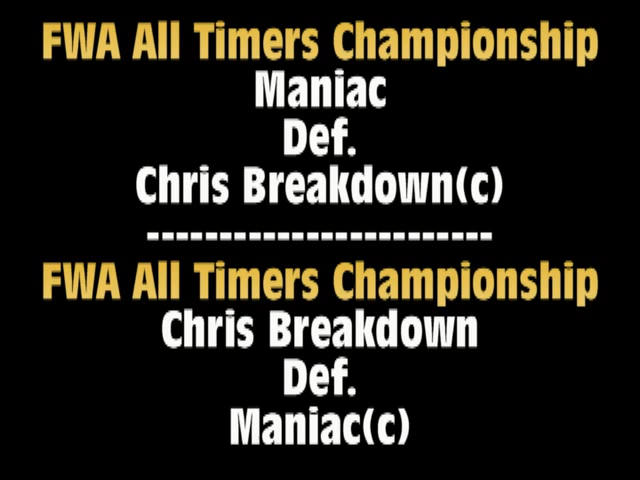 FWA All Timers Championship
Maniac
Def.
Chris Breakdown(c)
------------------------
FWA All Timers Championship
Chris Breakdown
Def.
Maniac(c)